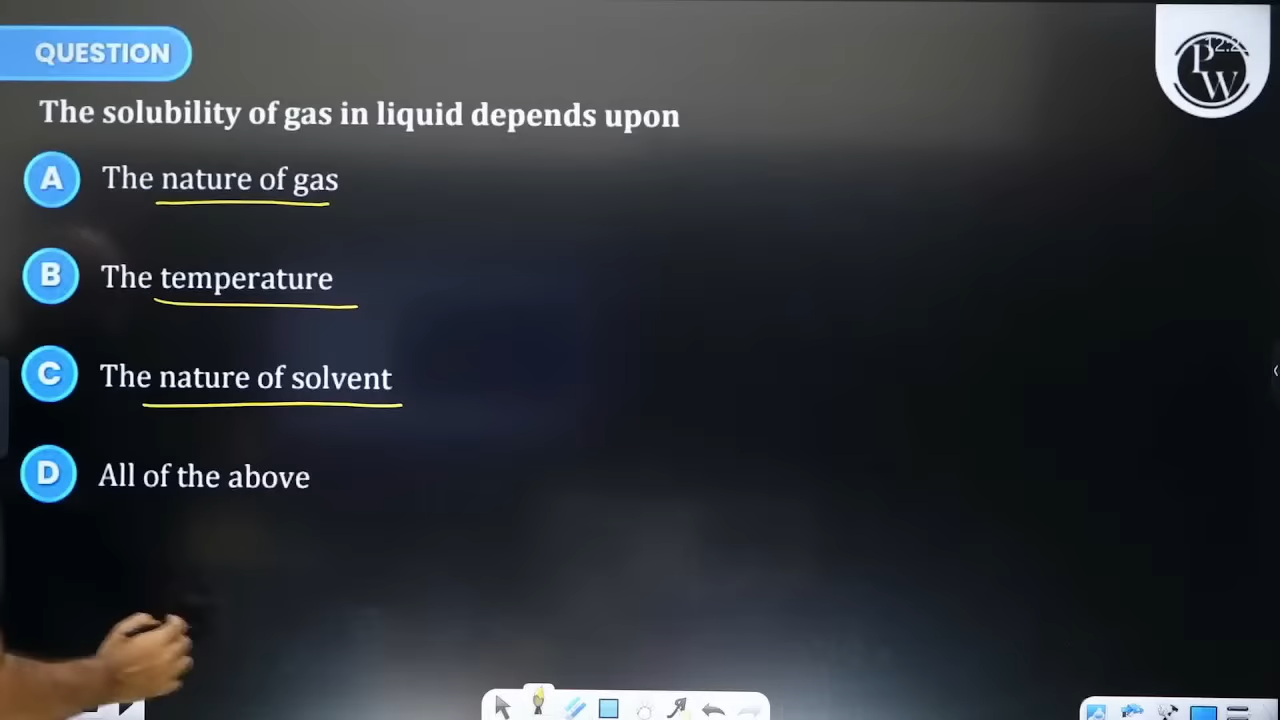 QUESTION
The solubility of gas in liquid depends upon
A The nature of gas
B The temperature
C The nature of solvent
D All of the above
PW